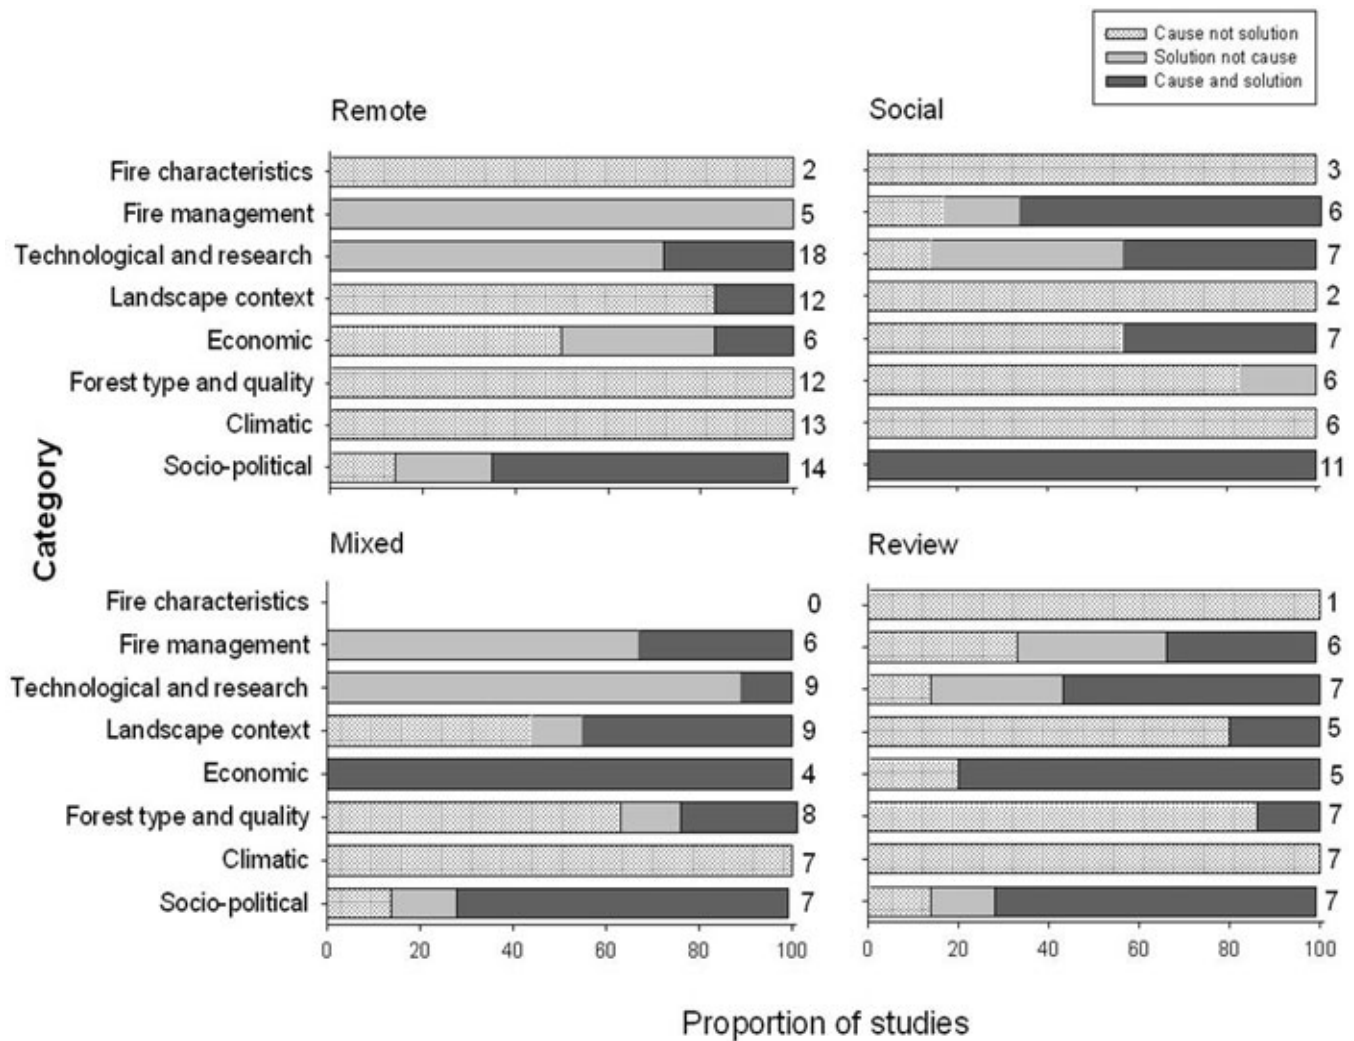 Cause not solution
Solution not cause
Cause and solution
Remote
Social
Fire characteristics 2 3
Fire management 5 6
Technological and research 18 7
Landscape context 12 2
Economic 6 7
Forest type and quality 12 6
Climatic 13 6
Socio-political 14 11
Category
Mixed
Review
Fire characteristics 0 1
Fire management 6 6
Technological and research 9 7
Landscape context 9 5
Economic 4 5
Forest type and quality 8 7
Climatic 7 7
Socio-political 7 7
0 20 40 60 80 100 0 20 40 60 80 100
Proportion of studies